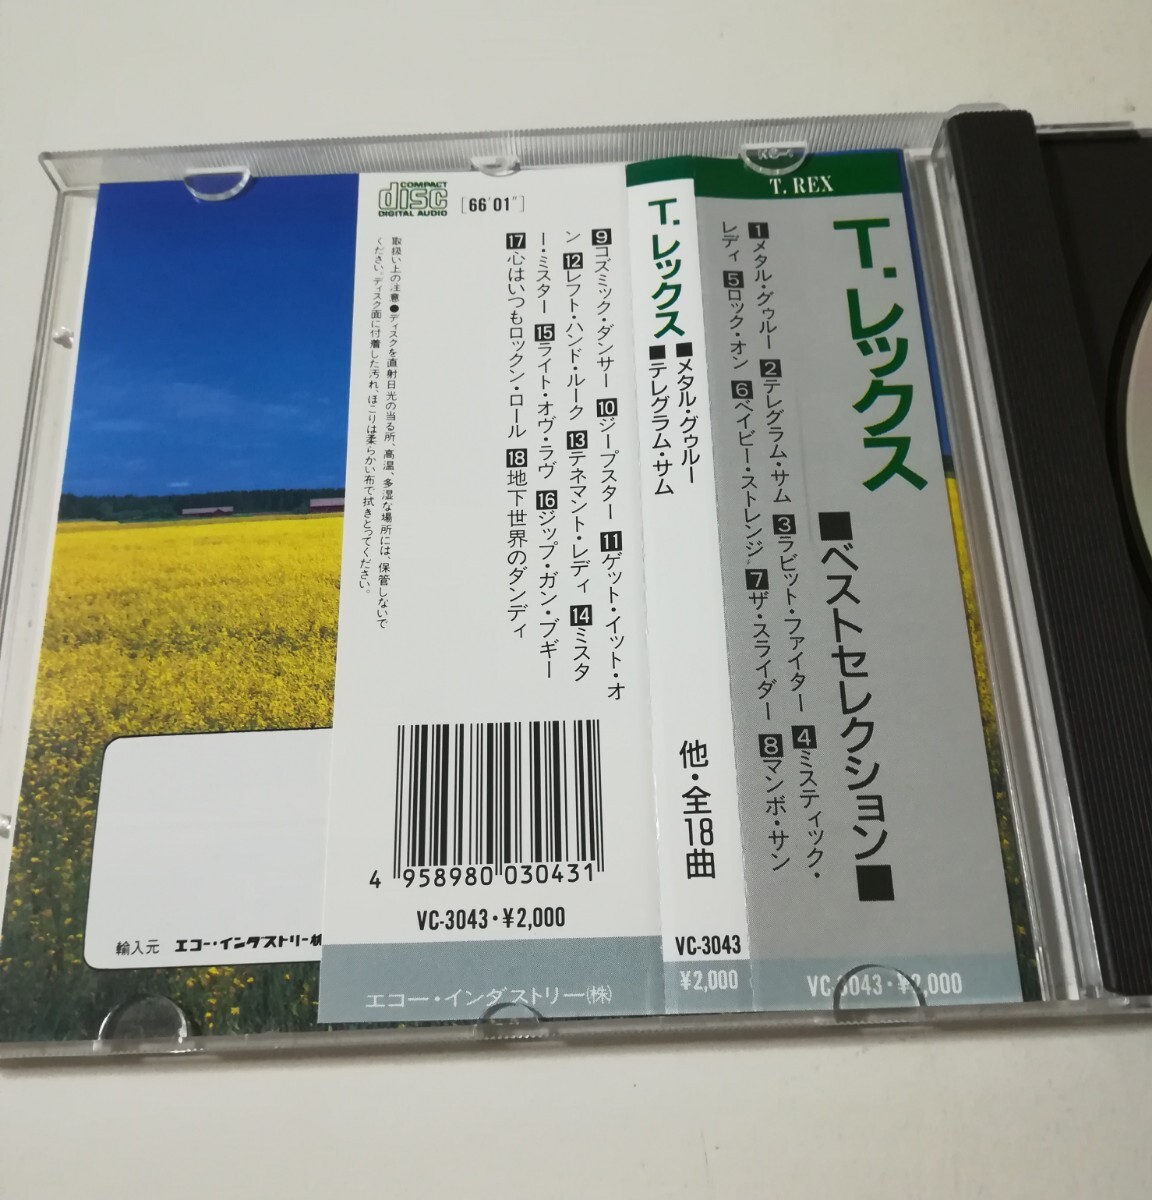 T. REX
T. レックス
■ベストセレクション■
1メタル・グゥルー 2テレグラム・サム 3ラビット・ファイター 4ミスティック・
レディ 5ロック・オン 6ベイビー・ストレンジ 7ザ・スライダー 8マンボ・サン
VC-3043・¥2,000
T. レックス
■メタル・グゥルー
■テレグラム・サム
他・全18曲
VC-3043
¥2,000
COMPACT
disc
DIGITAL AUDIO
[66'01"]
9コズミック・ダンサー 10ジープスター 11ゲット・イット・オ
ン 12レフト・ハンド・ルーク 13テネマント・レディ 14ミスタ
ー・ミスター 15ライト・オヴ・ラヴ 16ジップ・ガン・ブギー
17心はいつもロックン・ロール 18地下世界のダンディ
取扱い上の注意●ディスクを直射日光の当る所、高温、多湿な場所には、保管しないで
ください。ディスク面に付着した汚れ、ほこりは柔らかい布で拭きとってください。
4 958980 030431
VC-3043・¥2,000
エコー・インダストリー㈱
輸入元 エコー・インダストリー株